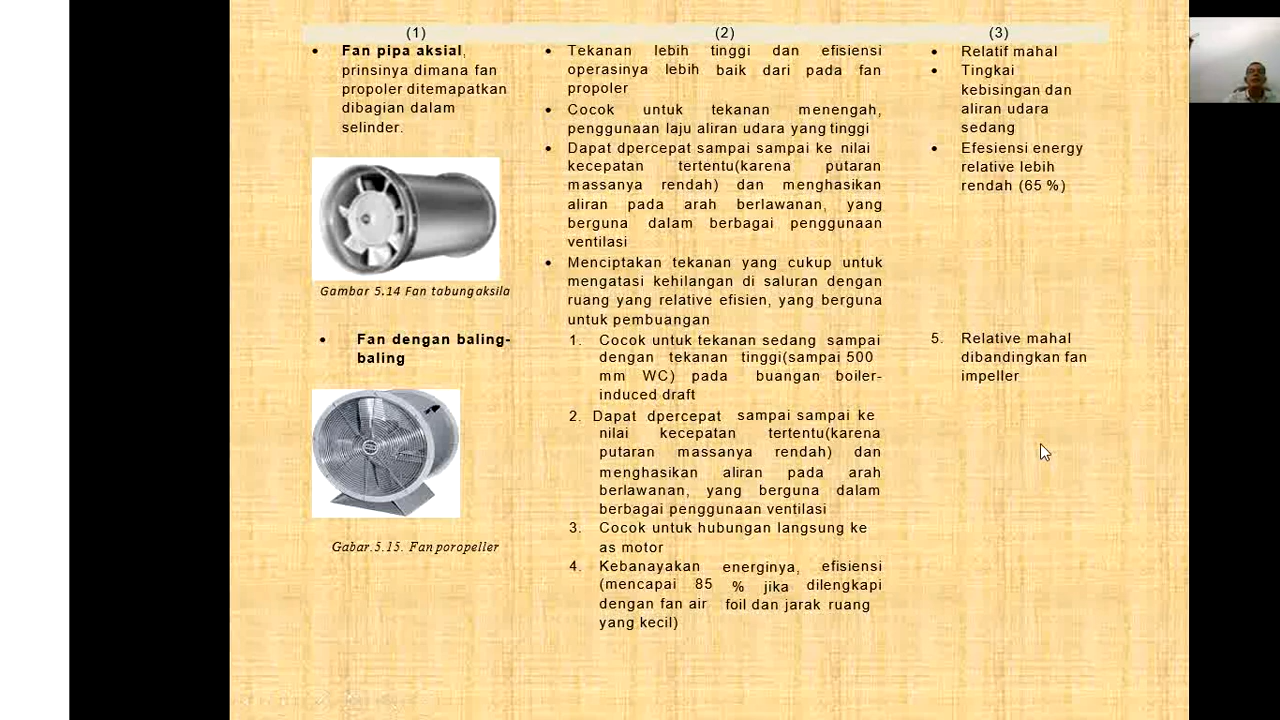 (1)
(2)
(3)
• Fan pipa aksial,
prinsinya dimana fan
propoler ditemapatkan
dibagian dalam
selinder.
Gambar 5.14 Fan tabung aksila
• Tekanan lebih tinggi dan efisiensi
operasinya lebih baik dari pada fan
propoler
• Cocok untuk tekanan menengah,
penggunaan laju aliran udara yang tinggi
• Dapat dpercepat sampai sampai ke nilai
kecepatan tertentu(karena putaran
massanya rendah) dan menghasikan
aliran pada arah berlawanan, yang
berguna dalam berbagai penggunaan
ventilasi
• Menciptakan tekanan yang cukup untuk
mengatasi kehilangan di saluran dengan
ruang yang relative efisien, yang berguna
untuk pembuangan
• Relatif mahal
• Tingkai
kebisingan dan
aliran udara
sedang
• Efesiensi energy
relative lebih
rendah (65 %)
• Fan dengan baling-
baling
Gabar.5.15. Fan poropeller
1. Cocok untuk tekanan sedang sampai
dengan tekanan tinggi(sampai 500
mm WC) pada buangan boiler-
induced draft
2. Dapat dpercepat sampai sampai ke
nilai kecepatan tertentu(karena
putaran massanya rendah) dan
menghasikan aliran pada arah
berlawanan, yang berguna dalam
berbagai penggunaan ventilasi
3. Cocok untuk hubungan langsung ke
as motor
4. Kebanayakan energinya, efisiensi
(mencapai 85 % jika dilengkapi
dengan fan air foil dan jarak ruang
yang kecil)
5. Relative mahal
dibandingkan fan
impeller